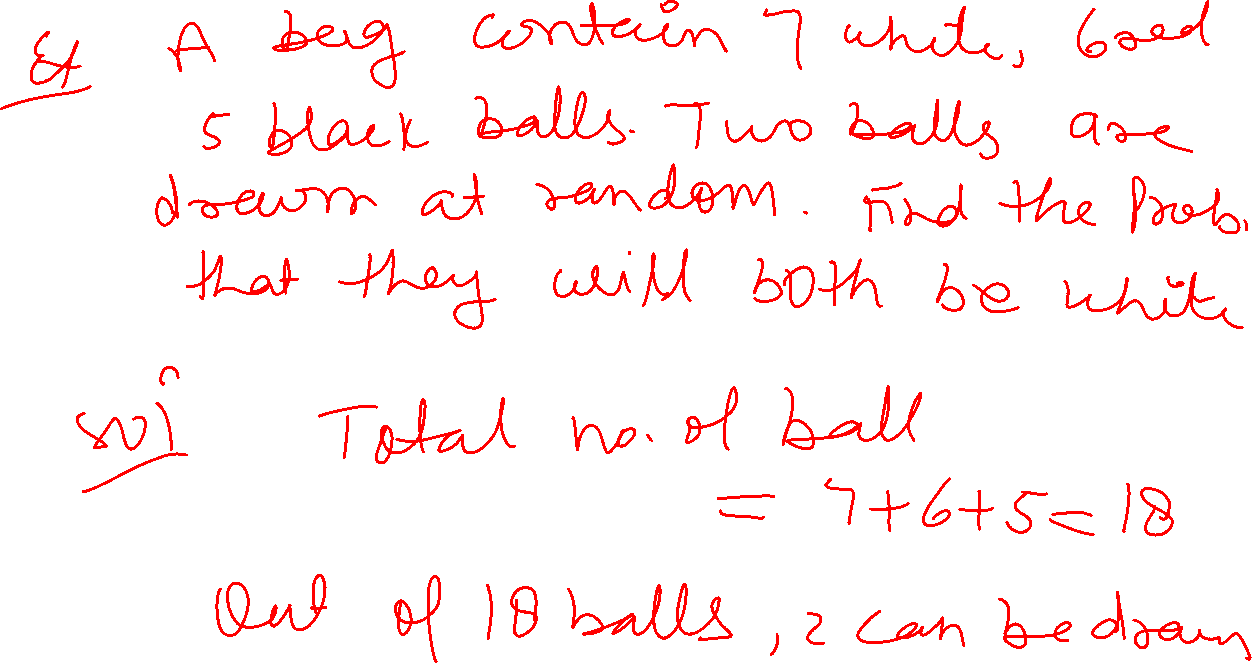 Ex A bag contain 7 white, 6 red
5 black balls. Two balls are
drawn at random. Find the Prob.
that they will both be white
Soln Total no. of ball
= 7+6+5=18
Out of 18 balls, 2 can be drawn